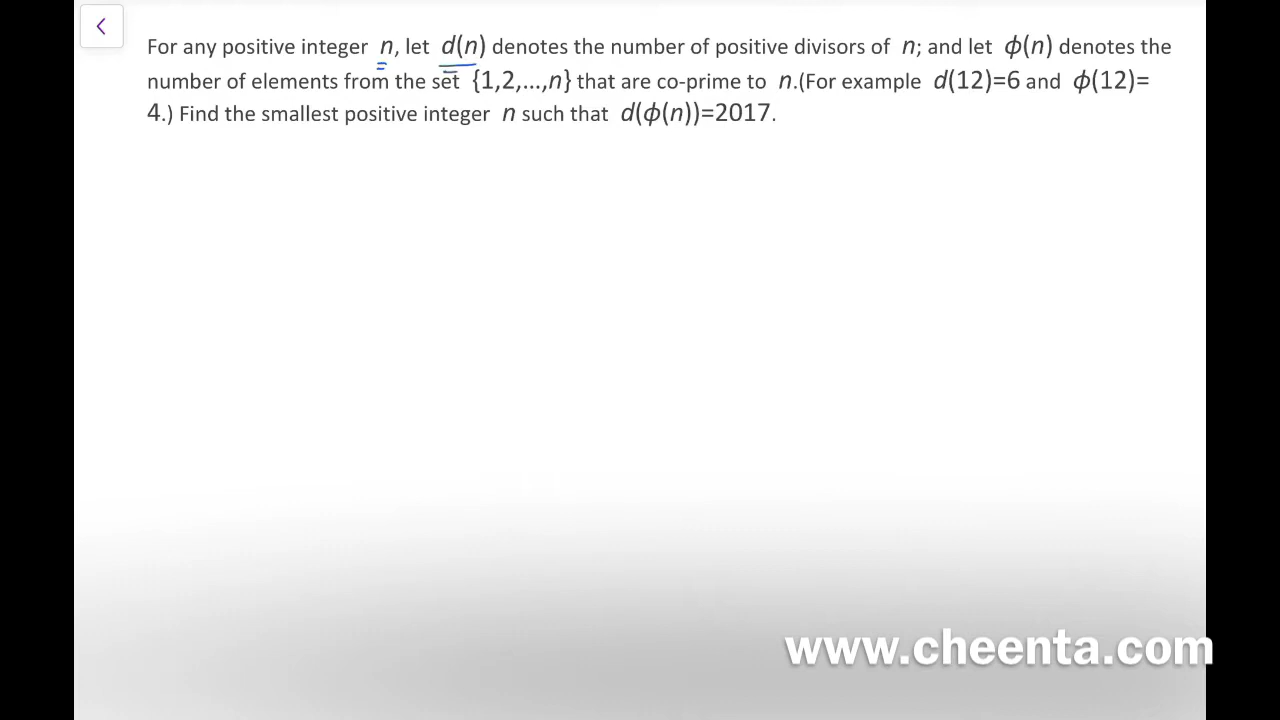 For any positive integer n, let d(n) denotes the number of positive divisors of n; and let ϕ(n) denotes the
number of elements from the set {1,2,...,n} that are co-prime to n.(For example d(12)=6 and ϕ(12)=
4.) Find the smallest positive integer n such that d(ϕ(n))=2017.
www.cheenta.com